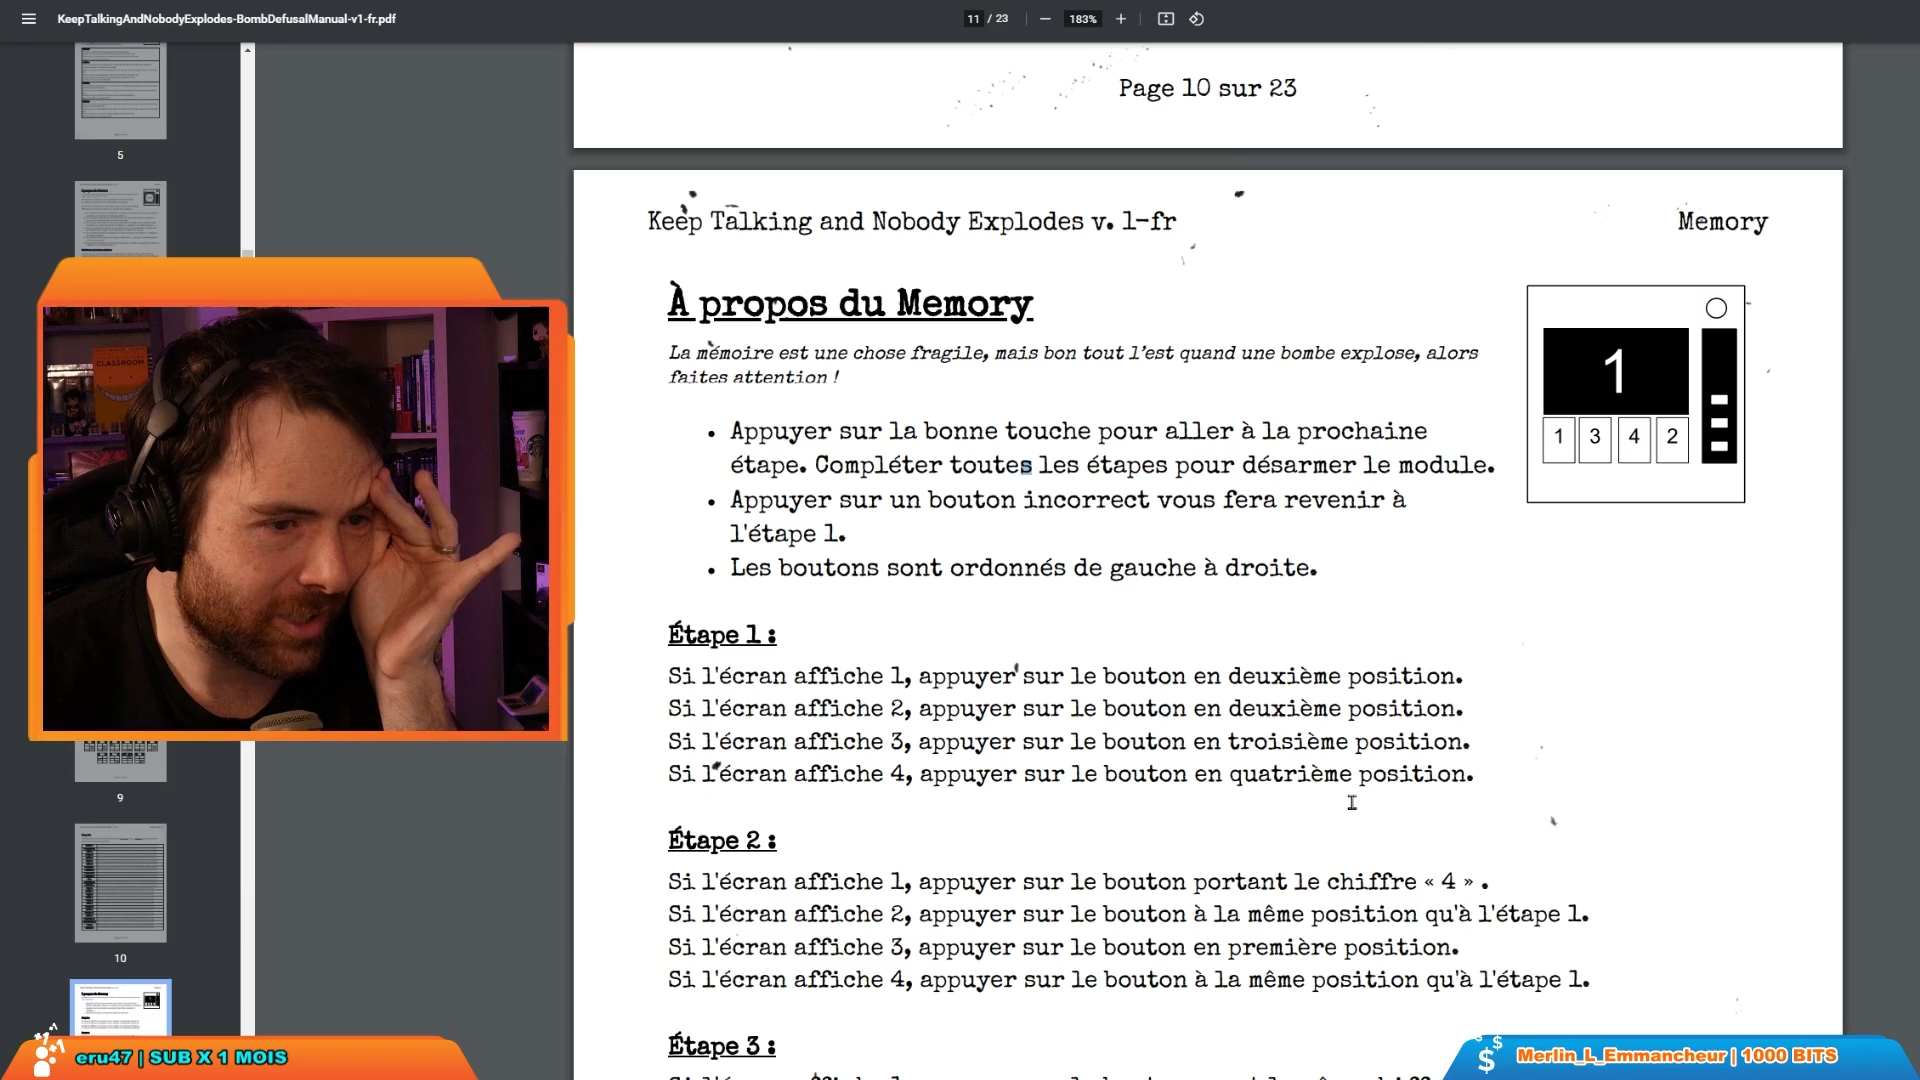 KeepTalkingAndNobodyExplodes-BombDefusalManual-v1-fr.pdf
11 / 23
183%
Page 10 sur 23
Keep Talking and Nobody Explodes v. 1-fr
Memory
À propos du Memory
La mémoire est une chose fragile, mais bon tout l'est quand une bombe explose, alors
faites attention !
• Appuyer sur la bonne touche pour aller à la prochaine
étape. Compléter toutes les étapes pour désarmer le module.
• Appuyer sur un bouton incorrect vous fera revenir à
l'étape 1.
• Les boutons sont ordonnés de gauche à droite.
1
1 3 4 2
Étape 1 :
Si l'écran affiche 1, appuyer sur le bouton en deuxième position.
Si l'écran affiche 2, appuyer sur le bouton en deuxième position.
Si l'écran affiche 3, appuyer sur le bouton en troisième position.
Si l'écran affiche 4, appuyer sur le bouton en quatrième position.
Étape 2 :
Si l'écran affiche 1, appuyer sur le bouton portant le chiffre « 4 » .
Si l'écran affiche 2, appuyer sur le bouton à la même position qu'à l'étape 1.
Si l'écran affiche 3, appuyer sur le bouton en première position.
Si l'écran affiche 4, appuyer sur le bouton à la même position qu'à l'étape 1.
Étape 3 :
5
9
10
CLASSROOM
eru47 | SUB X 1 MOIS
Merlin_L_Emmancheur | 1000 BITS